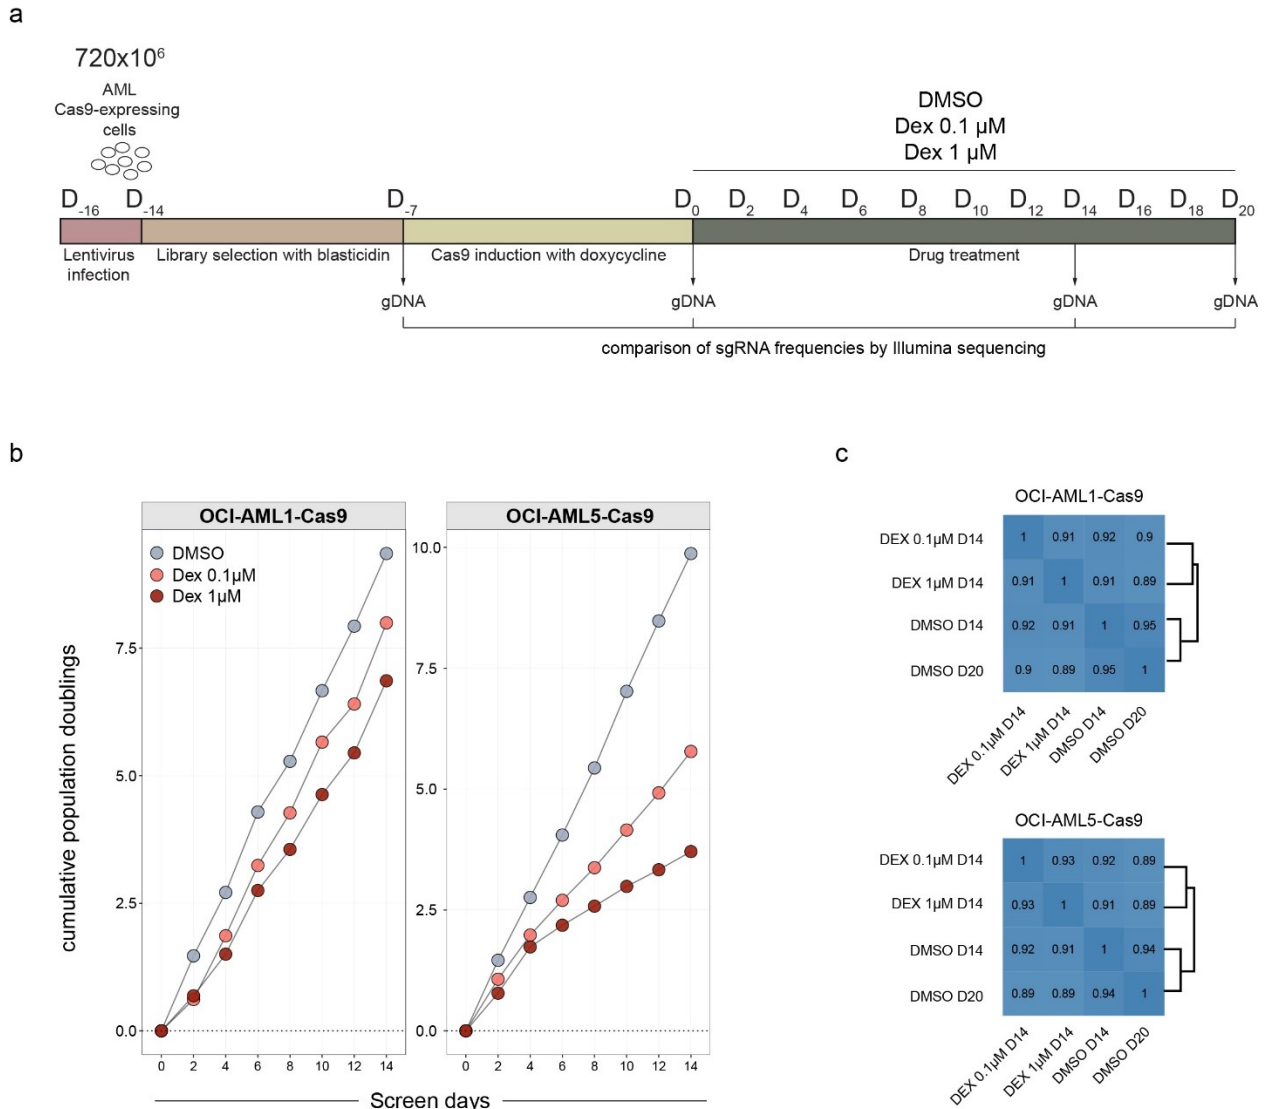 a
720x10⁶
AML
Cas9-expressing
cells
DMSO
Dex 0.1 µM
Dex 1 µM
D-16 D-14 D-7 D0 D2 D4 D6 D8 D10 D12 D14 D16 D18 D20
Lentivirus
infection
Library selection with blasticidin
Cas9 induction with doxycycline
Drug treatment
gDNA gDNA gDNA gDNA
comparison of sgRNA frequencies by Illumina sequencing
b
cumulative population doublings
OCI-AML1-Cas9
DMSO
Dex 0.1µM
Dex 1µM
7.5
5.0
2.5
0.0
0 2 4 6 8 10 12 14
OCI-AML5-Cas9
10.0
7.5
5.0
2.5
0.0
0 2 4 6 8 10 12 14
Screen days
c
OCI-AML1-Cas9
DEX 0.1µM D14 1 0.91 0.92 0.9
DEX 1µM D14 0.91 1 0.91 0.89
DMSO D14 0.92 0.91 1 0.95
DMSO D20 0.9 0.89 0.95 1
DEX 0.1µM D14 DEX 1µM D14 DMSO D14 DMSO D20
OCI-AML5-Cas9
DEX 0.1µM D14 1 0.93 0.92 0.89
DEX 1µM D14 0.93 1 0.91 0.89
DMSO D14 0.92 0.91 1 0.94
DMSO D20 0.89 0.89 0.94 1
DEX 0.1µM D14 DEX 1µM D14 DMSO D14 DMSO D20